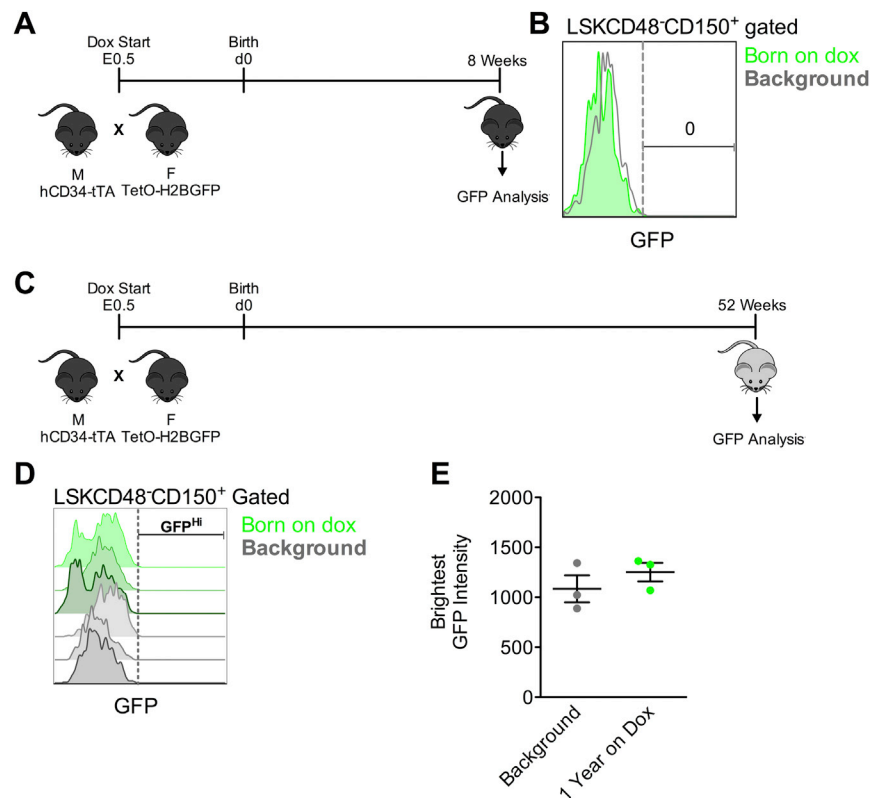 A
Dox Start
E0.5
Birth
d0
8 Weeks
X
M
hCD34-tTA
F
TetO-H2BGFP
GFP Analysis
B
LSKCD48⁻CD150⁺ gated
Born on dox
Background
0
GFP
C
Dox Start
E0.5
Birth
d0
52 Weeks
X
M
hCD34-tTA
F
TetO-H2BGFP
GFP Analysis
D
LSKCD48⁻CD150⁺ Gated
GFPᴴⁱ
Born on dox
Background
GFP
E
2000
1500
1000
500
0
Brightest
GFP Intensity
Background
1 Year on Dox